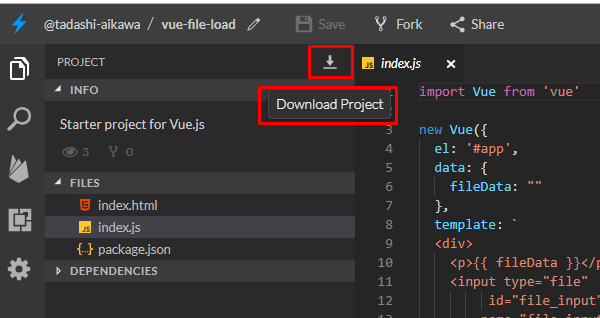 @tadashi-aikawa / vue-file-load
Save
Fork
Share
PROJECT
JS index.js
INFO
Download Project
Starter project for Vue.js
3
0
FILES
index.html
JS index.js
package.json
DEPENDENCIES
import Vue from 'vue'
2
3 new Vue({
4 el: '#app',
5 data: {
6 fileData: ""
7 },
8 template: `
9 <div>
10 <p>{{ fileData }}</p
11 <input type="file"
12 id="file_input"